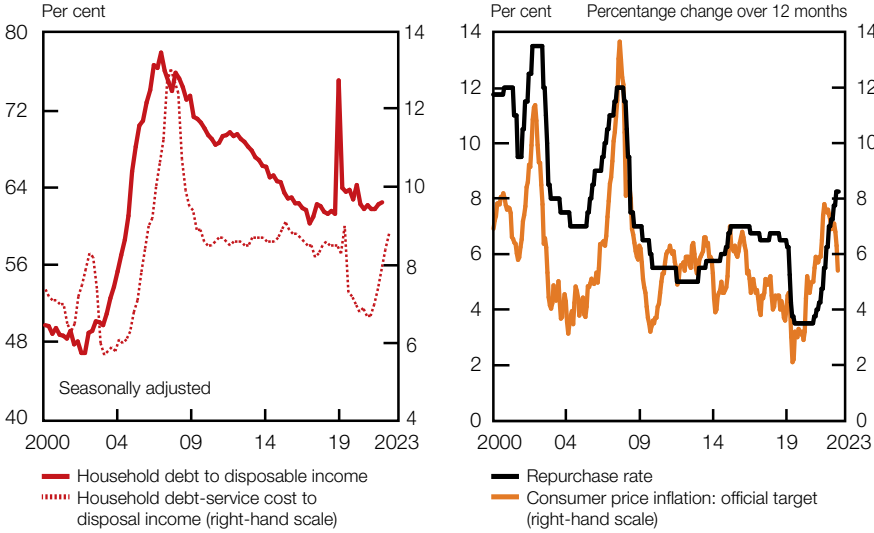 Per cent
80
72
64
56
48
40
14
12
10
8
6
4
Seasonally adjusted
2000 04 09 14 19 2023
Household debt to disposable income
Household debt-service cost to
disposal income (right-hand scale)
Per cent Percentange change over 12 months
14
12
10
8
6
4
2
0
14
12
10
8
6
4
2
0
2000 04 09 14 19 2023
Repurchase rate
Consumer price inflation: official target
(right-hand scale)